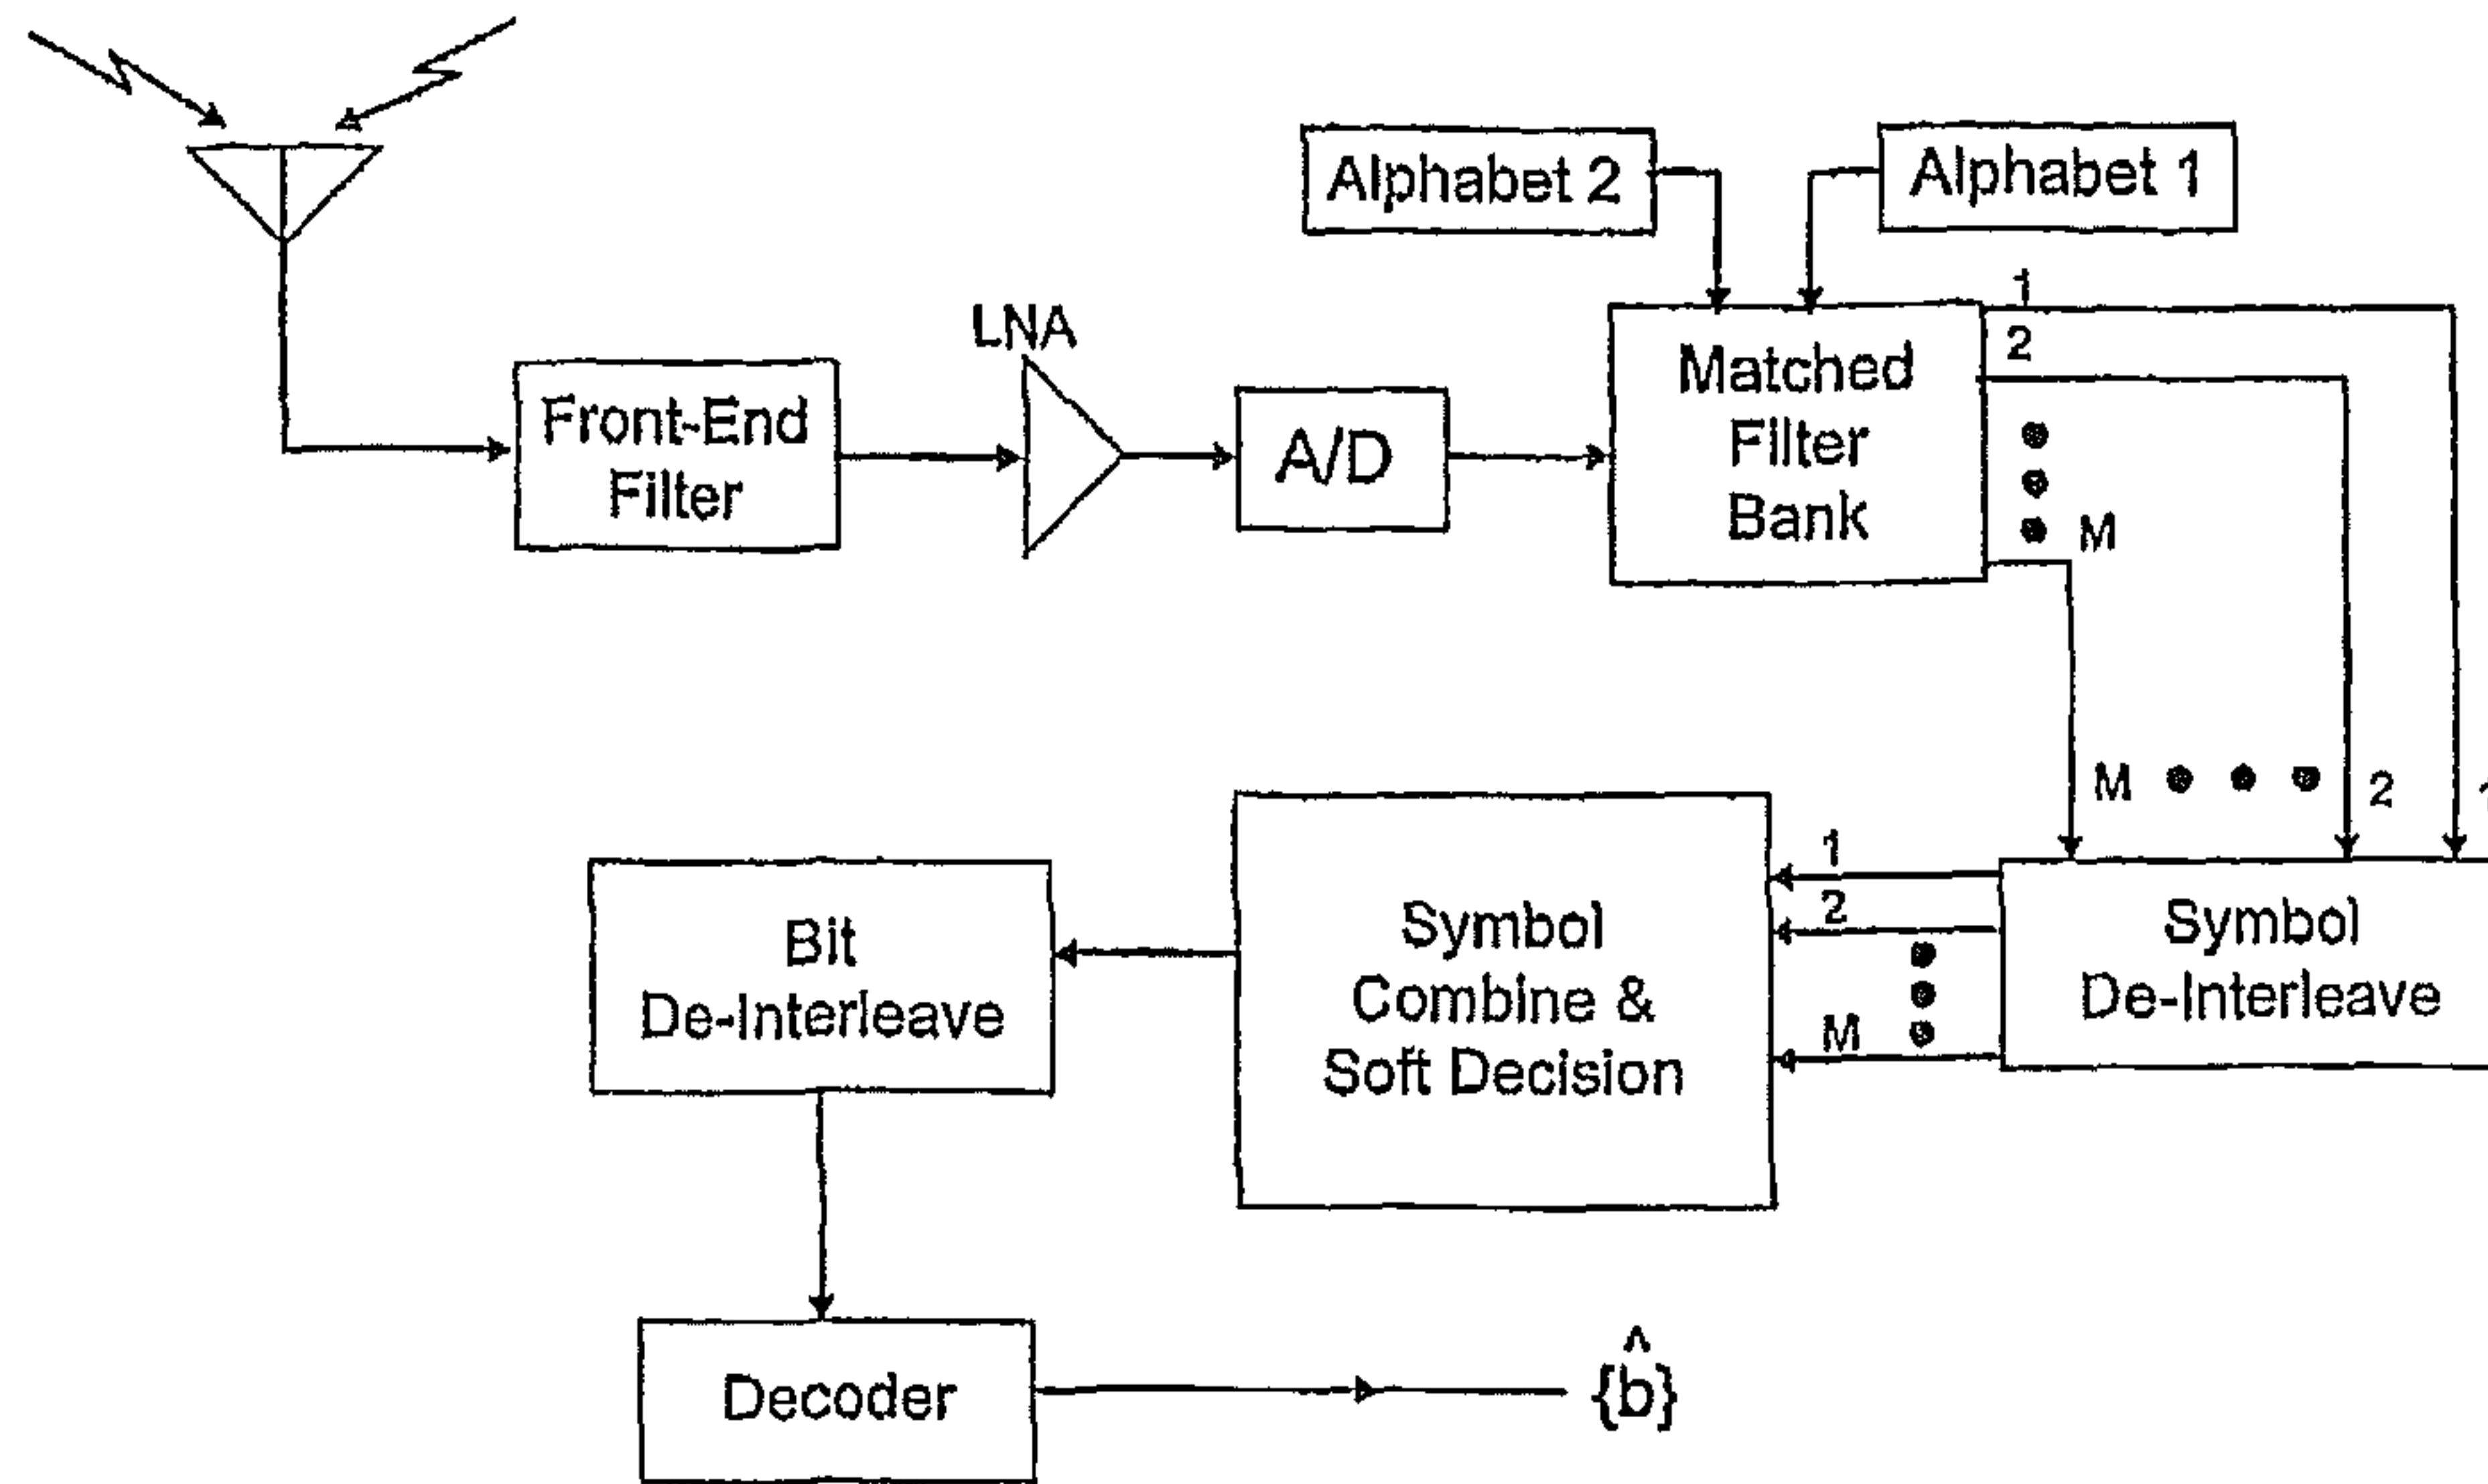 Alphabet 2
Alphabet 1
LNA
Front-End
Filter
A/D
Matched
Filter
Bank
1
2
M
M
2
1
Symbol
De-Interleave
1
2
M
Symbol
Combine &
Soft Decision
Bit
De-Interleave
Decoder
{b̂}